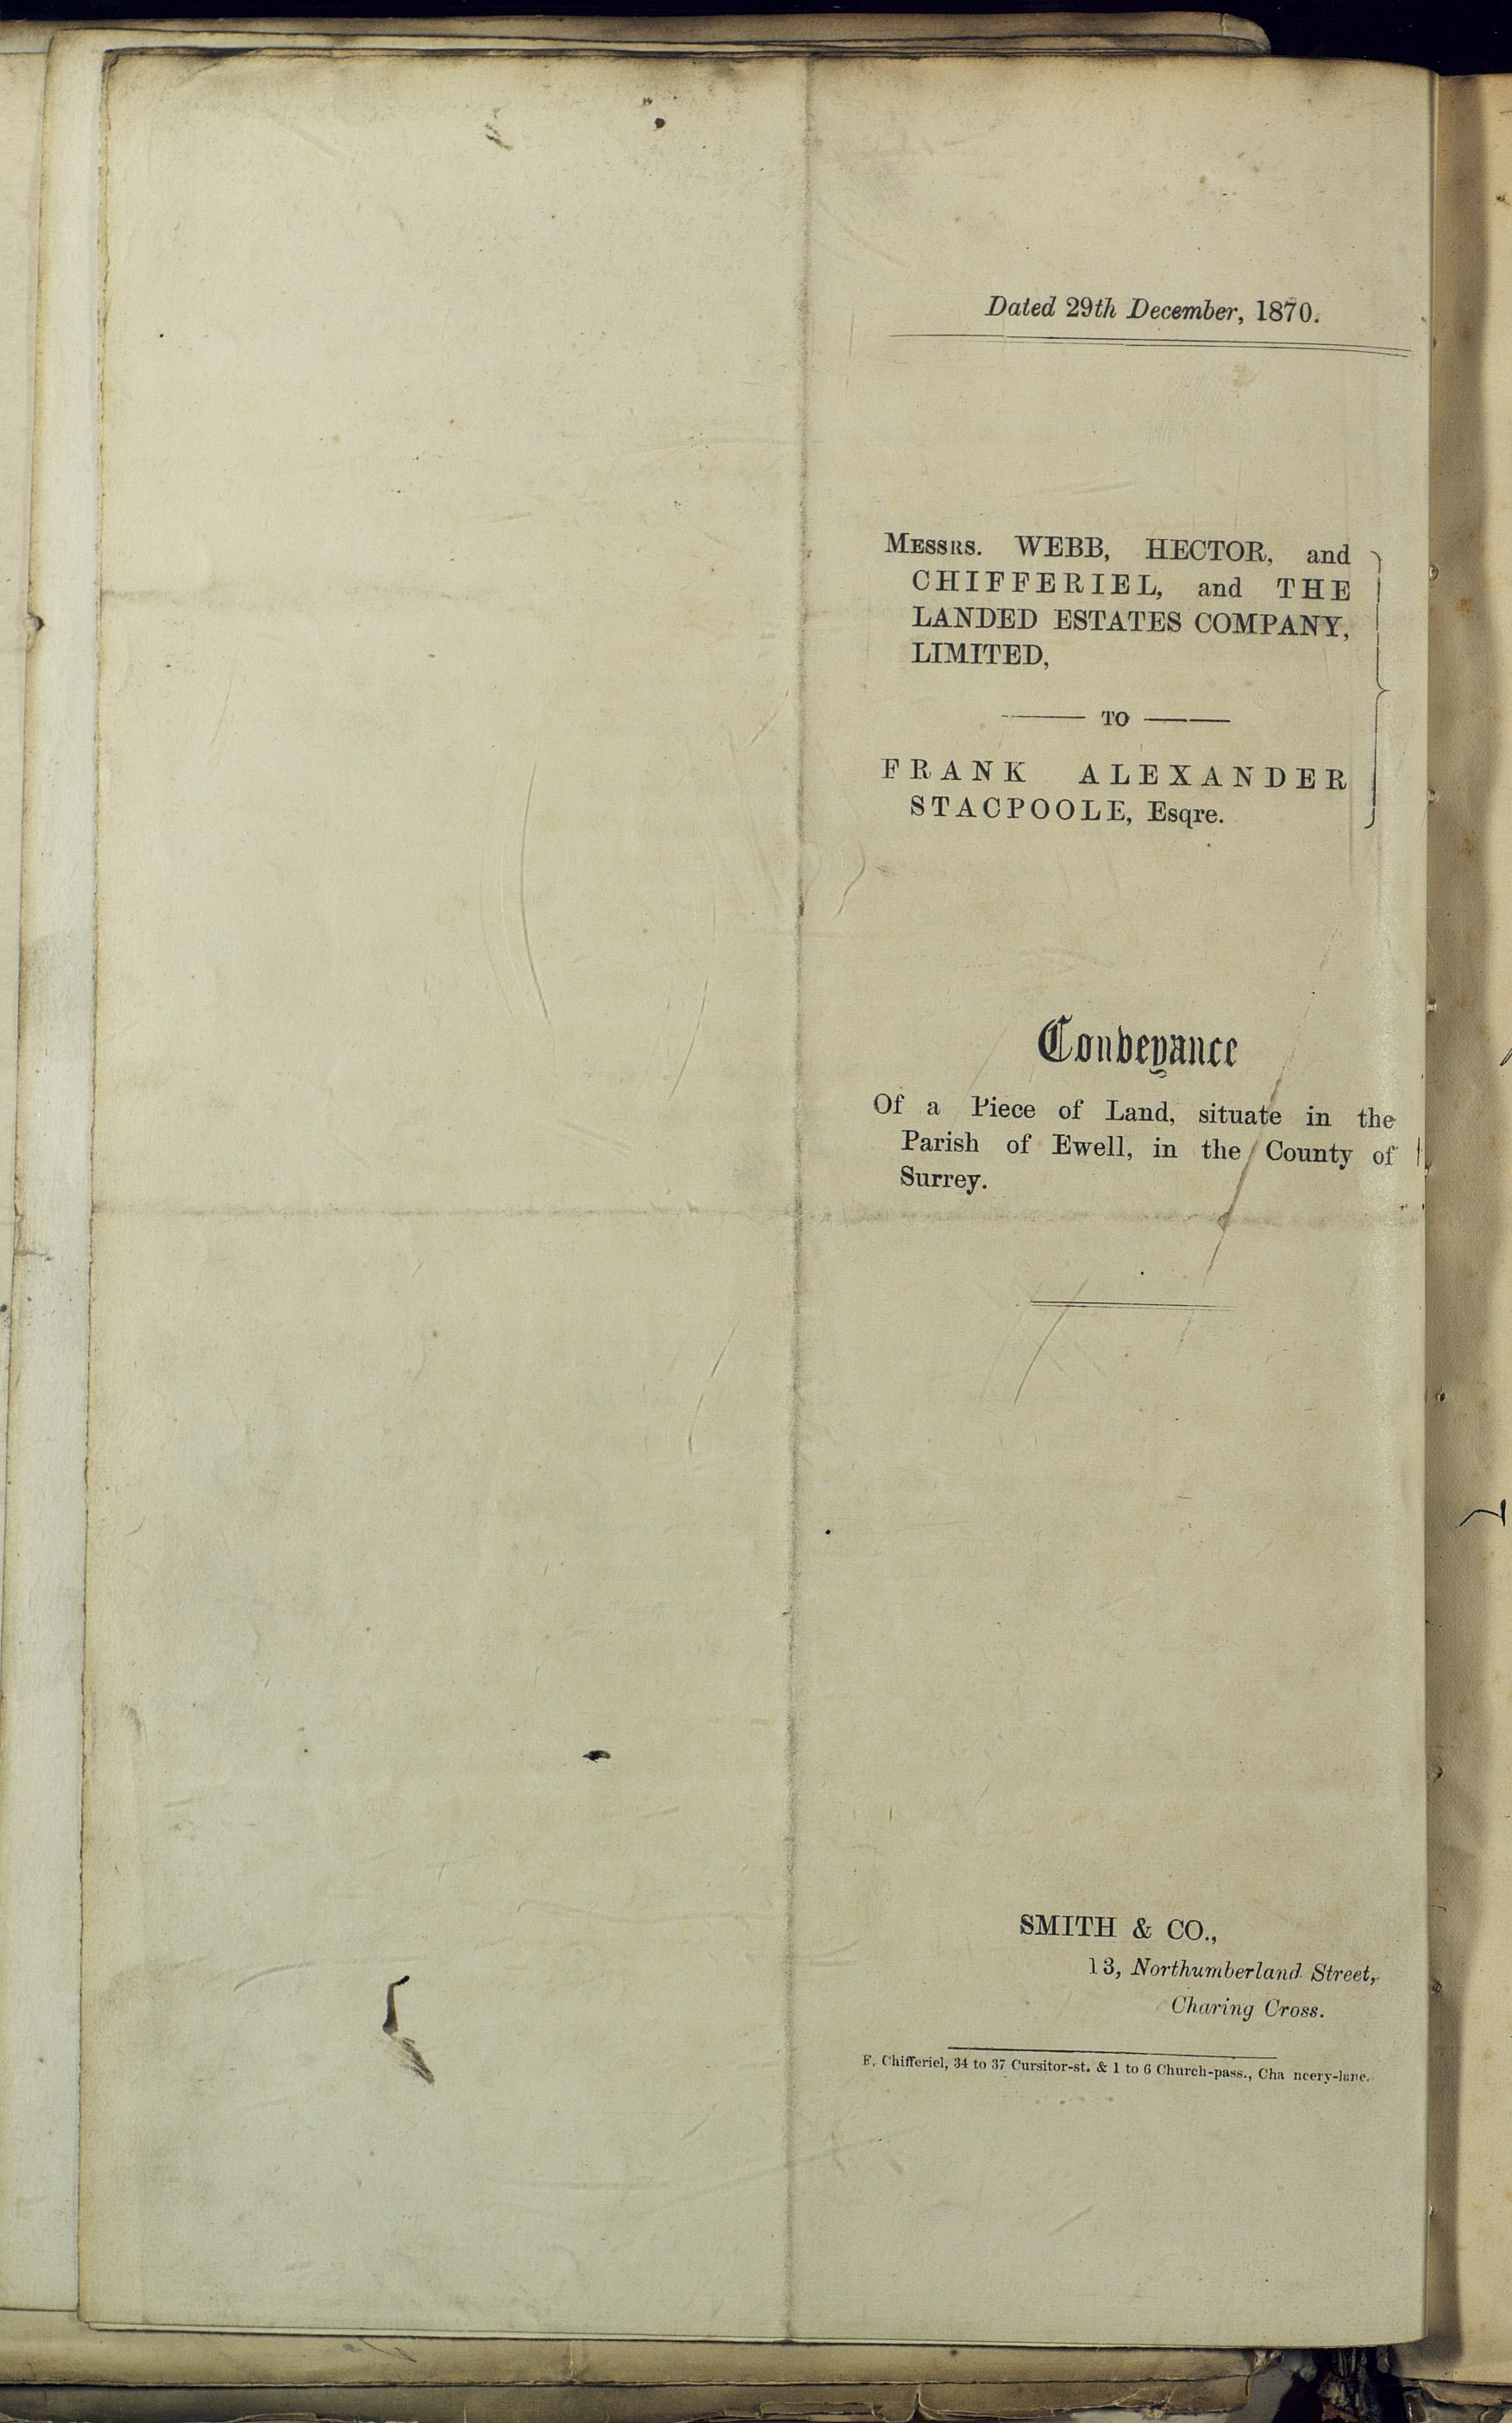 Dated 29th December, 1870.
MESSRS. WEBB, HECTOR, and
CHIFFERIEL, and THE
LANDED ESTATES COMPANY,
LIMITED,
TO
FRANK ALEXANDER
STACPOOLE, Esqre.
Conveyance
Of a Piece of Land, situate in the
Parish of Ewell, in the County of
Surrey.
SMITH & CO.,
13, Northumberland Street,
Charing Cross.
F. Chifferiel, 34 to 37 Cursitor-st. & 1 to 6 Church-pass., Cha ncery-lane.